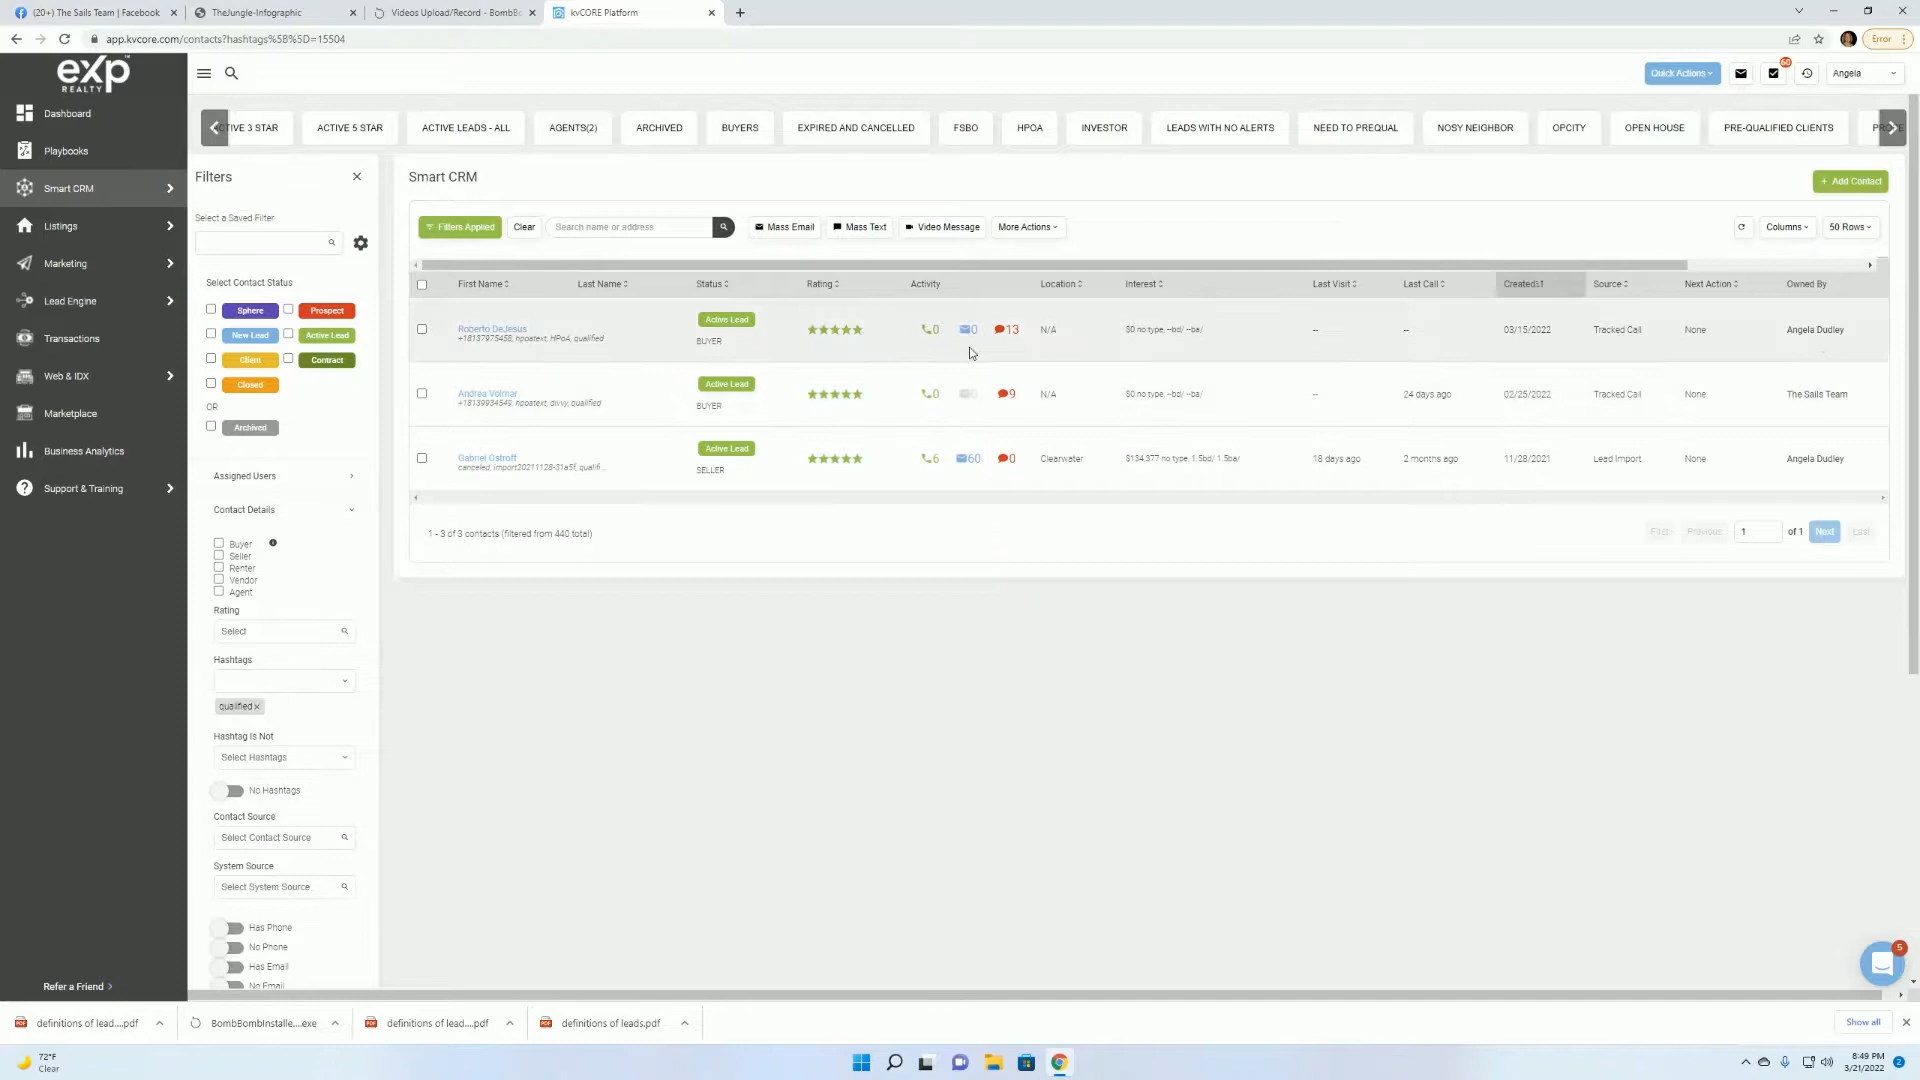 (20+) The Sails Team | Facebook
TheJungle-Infographic
Videos Upload/Record - BombBo
kvCORE Platform
app.kvcore.com/contacts?hashtags%5B%5D=15504
Error
exp
REALTY
Quick Actions
60
Angela
Dashboard
Playbooks
Smart CRM
Listings
Marketing
Lead Engine
Transactions
Web & IDX
Marketplace
Business Analytics
Support & Training
Refer a Friend
CTIVE 3 STAR
ACTIVE 5 STAR
ACTIVE LEADS - ALL
AGENTS(2)
ARCHIVED
BUYERS
EXPIRED AND CANCELLED
FSBO
HPOA
INVESTOR
LEADS WITH NO ALERTS
NEED TO PREQUAL
NOSY NEIGHBOR
OPCITY
OPEN HOUSE
PRE-QUALIFIED CLIENTS
Filters
Select a Saved Filter
Select Contact Status
Sphere
Prospect
New Lead
Active Lead
Client
Contract
Closed
OR
Archived
Assigned Users
Contact Details
Buyer
Seller
Renter
Vendor
Agent
Rating
Select
Hashtags
qualified x
Hashtag Is Not
Select Hashtags
No Hashtags
Contact Source
Select Contact Source
System Source
Select System Source
Has Phone
No Phone
Has Email
No Email
Smart CRM
+ Add Contact
Filters Applied
Clear
Search name or address
Mass Email
Mass Text
Video Message
More Actions
Columns
50 Rows
First Name
Last Name
Status
Rating
Activity
Location
Interest
Last Visit
Last Call
Created
Source
Next Action
Owned By
Roberto DeJesus
+18137975458, hpoatext, HPoA, qualified
Active Lead
BUYER
0 0 13
N/A
$0 no type, --bd/ --ba/
--
--
03/15/2022
Tracked Call
None
Angela Dudley
Andrea Volmar
+18139934549, hpoatext, divvy, qualified
Active Lead
BUYER
0 0 9
N/A
$0 no type, --bd/ --ba/
--
24 days ago
02/25/2022
Tracked Call
None
The Sails Team
Gabriel Ostroff
canceled, import20211128-31a5f, qualifi...
Active Lead
SELLER
6 60 0
Clearwater
$134,377 no type, 1.5bd/ 1.5ba/
18 days ago
2 months ago
11/28/2021
Lead Import
None
Angela Dudley
1 - 3 of 3 contacts (filtered from 440 total)
First
Previous
1
of 1
Next
Last
5
definitions of lead....pdf
BombBombInstalle....exe
definitions of lead....pdf
definitions of leads.pdf
Show all
72°F
Clear
8:49 PM
3/21/2022
2